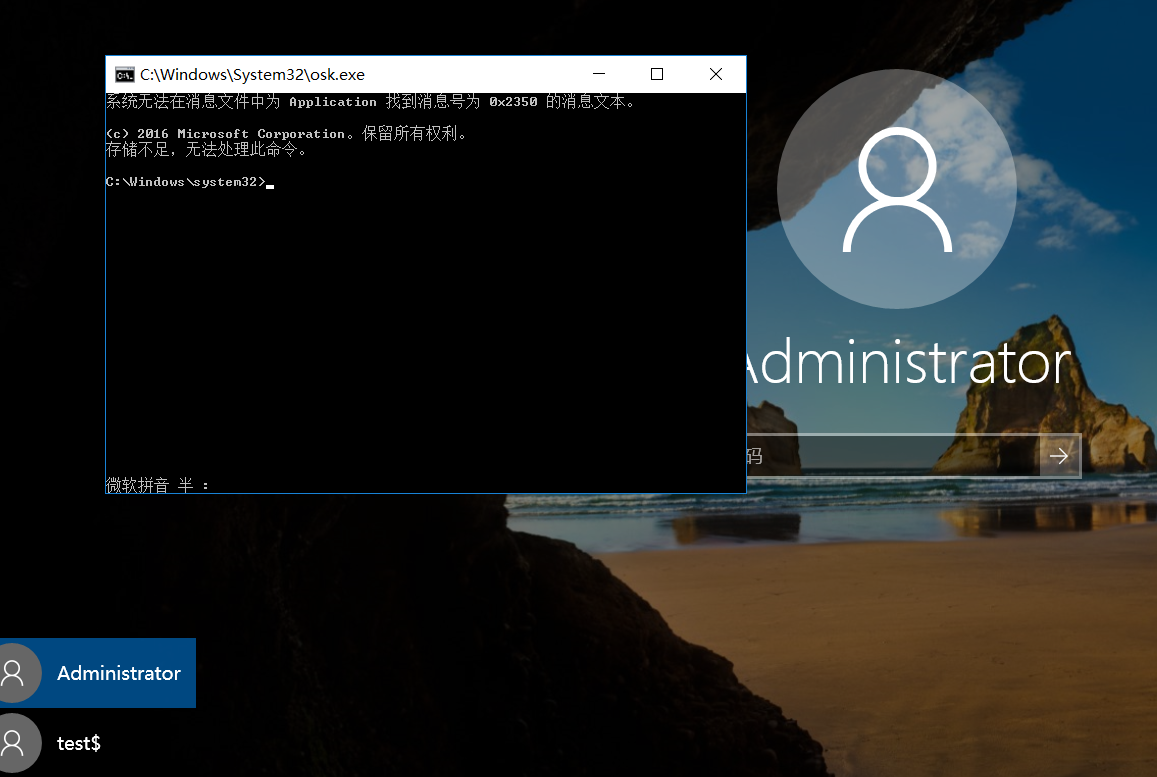 C:\Windows\System32\osk.exe
系统无法在消息文件中为 Application 找到消息号为 0x2350 的消息文本。
(c) 2016 Microsoft Corporation。保留所有权利。
存储不足，无法处理此命令。
C:\Windows\system32>
微软拼音 半 :
Administrator
码
Administrator
test$